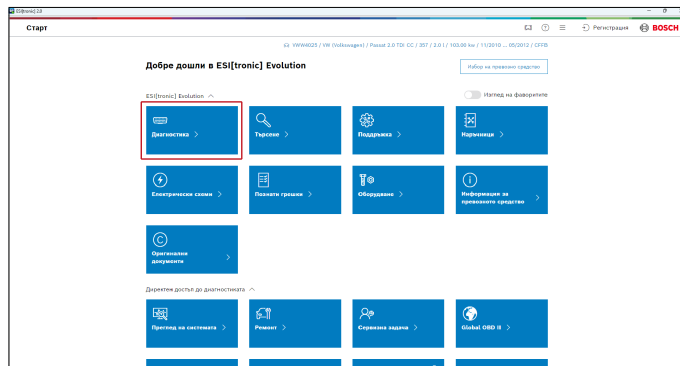 ESI[tronic] 2.0
Старт
Регистрация
BOSCH
VWW4025 / VW (Volkswagen) / Passat 2.0 TDI CC / 357 / 2.0 l / 103.00 kw / 11/2010 ... 05/2012 / CFFB
Добре дошли в ESI[tronic] Evolution
Избор на превозно средство
ESI[tronic] Evolution
Изглед на фаворитите
Диагностика
Търсене
Поддръжка
Наръчници
Електрически схеми
Познати грешки
Оборудване
Информация за
превозното средство
Оригинални
документи
Директен достъп до диагностиката
Преглед на системата
Ремонт
Сервизна задача
Global OBD II